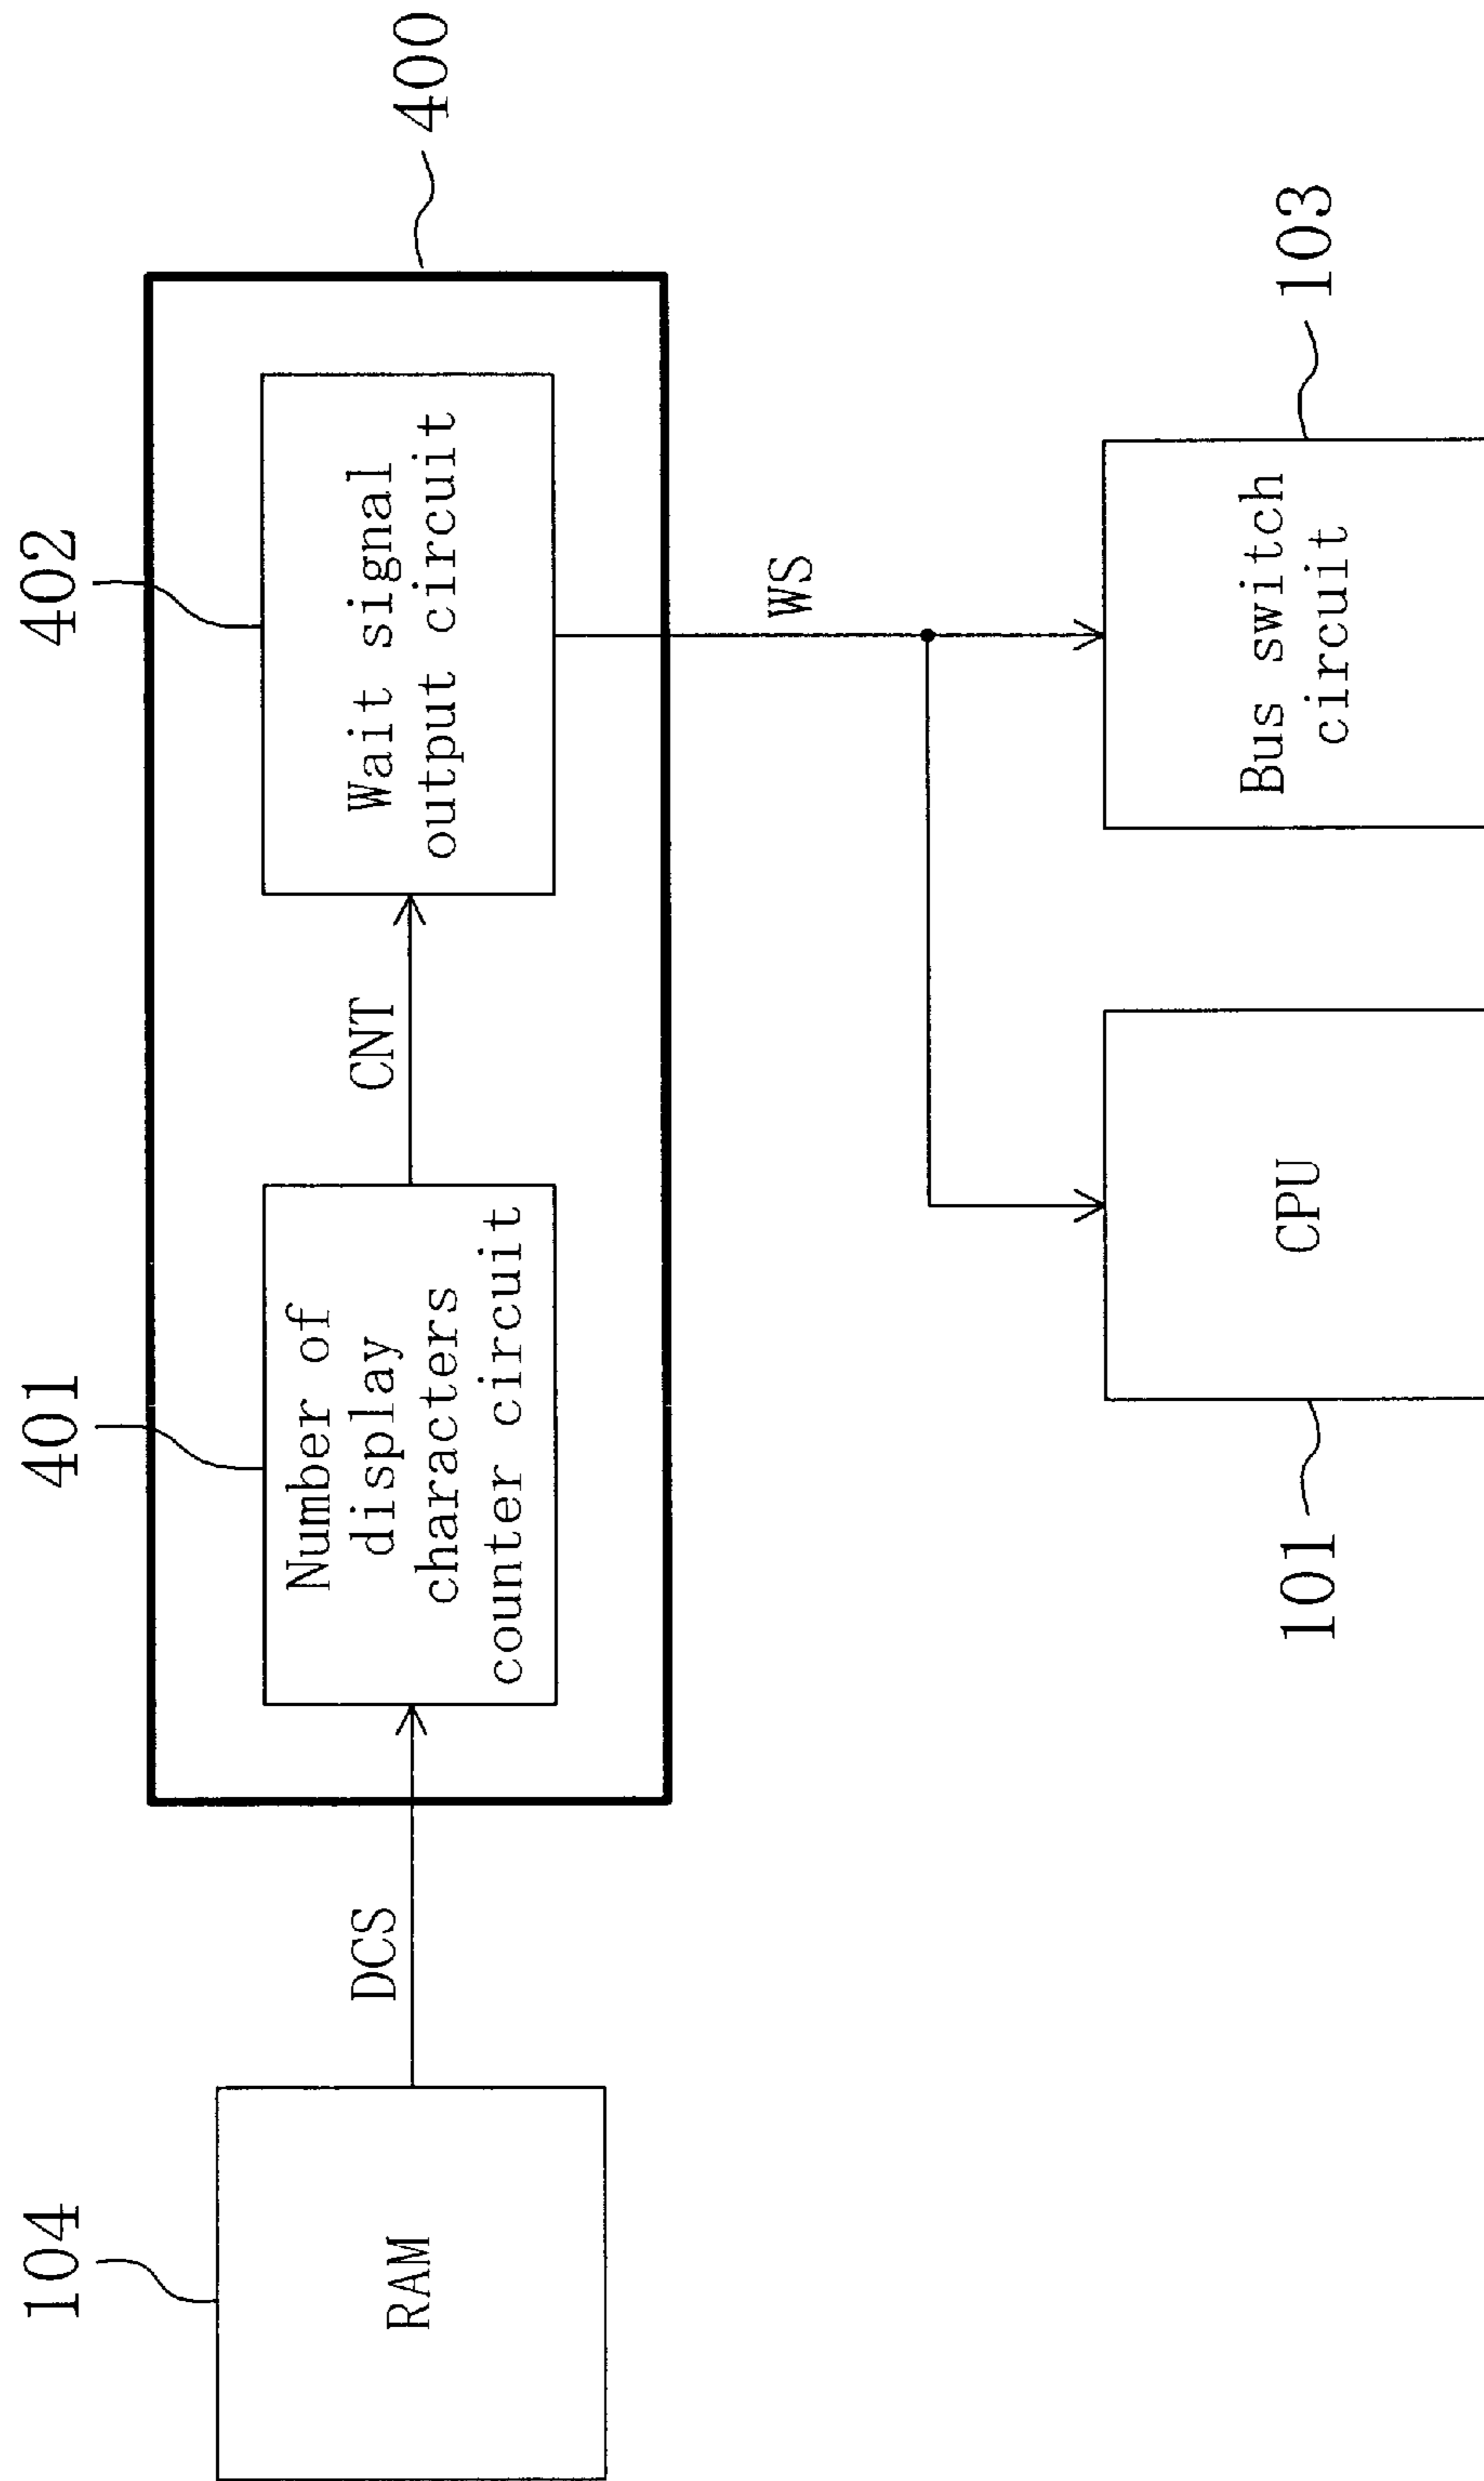 104
RAM
DCS
401
Number of
display
characters
counter circuit
CNT
402
Wait signal
output circuit
400
WS
101
CPU
Bus switch
circuit
103